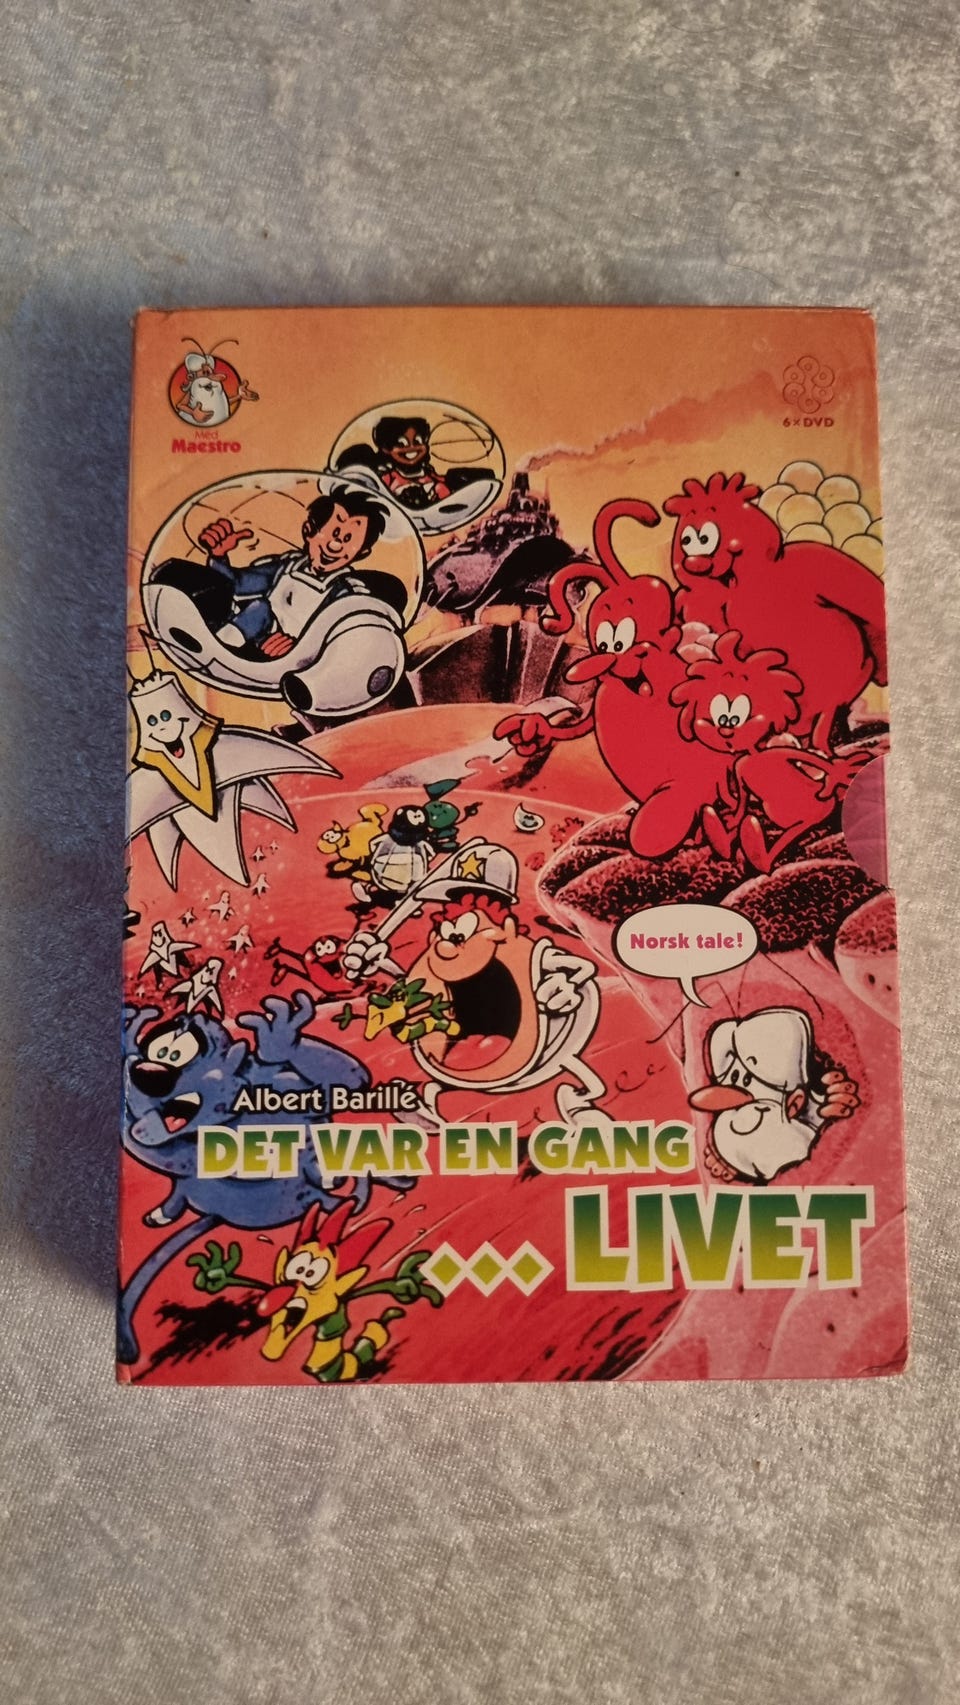 Med
Maestro
6×DVD
Norsk tale!
Albert Barillé
DET VAR EN GANG
... LIVET